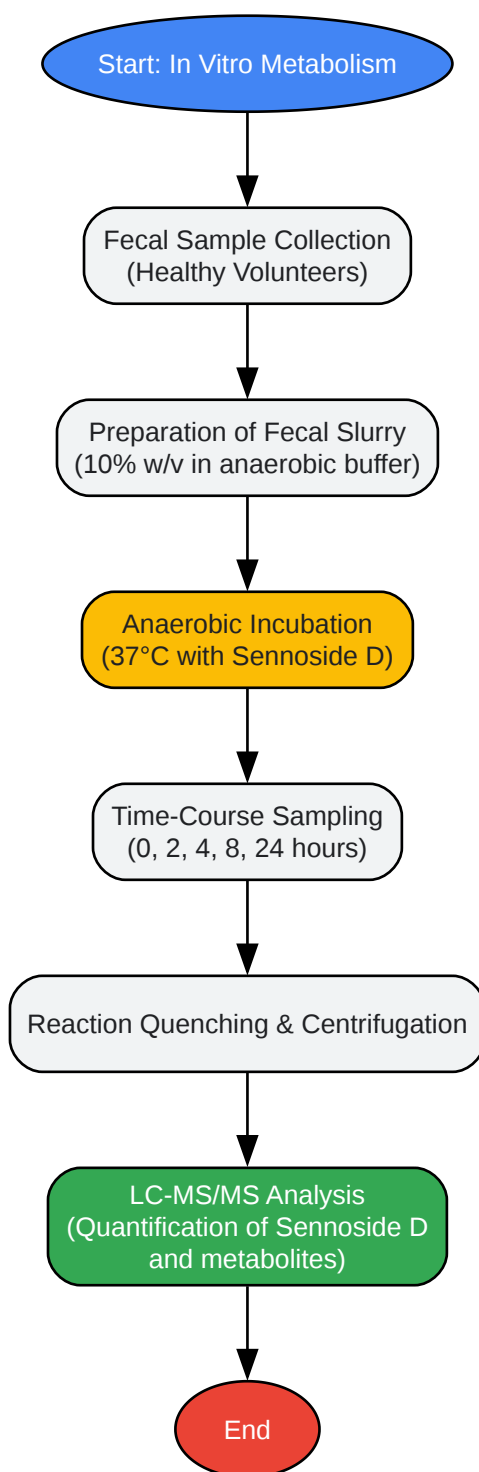 Start: In Vitro Metabolism
Fecal Sample Collection
(Healthy Volunteers)
Preparation of Fecal Slurry
(10% w/v in anaerobic buffer)
Anaerobic Incubation
(37°C with Sennoside D)
Time-Course Sampling
(0, 2, 4, 8, 24 hours)
Reaction Quenching & Centrifugation
LC-MS/MS Analysis
(Quantification of Sennoside D
and metabolites)
End